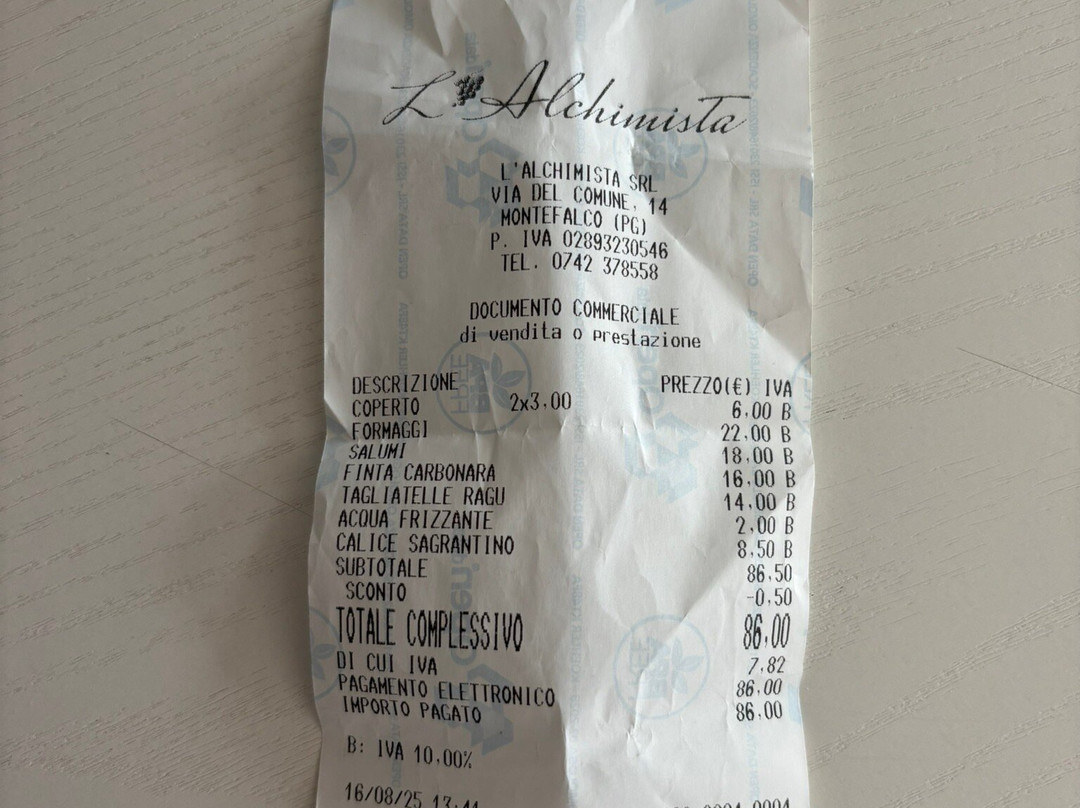 L'Alchimista
L'ALCHIMISTA SRL
VIA DEL COMUNE, 14
MONTEFALCO (PG)
P. IVA 02893230546
TEL. 0742 378558
DOCUMENTO COMMERCIALE
di vendita o prestazione
DESCRIZIONE PREZZO(€) IVA
COPERTO 2x3,00 6,00 B
FORMAGGI 22,00 B
SALUMI 18,00 B
FINTA CARBONARA 16,00 B
TAGLIATELLE RAGU 14,00 B
ACQUA FRIZZANTE 2,00 B
CALICE SAGRANTINO 8,50 B
SUBTOTALE 86,50
SCONTO -0,50
TOTALE COMPLESSIVO 86,00
DI CUI IVA 7,82
PAGAMENTO ELETTRONICO 86,00
IMPORTO PAGATO 86,00
B: IVA 10,00%
16/08/25